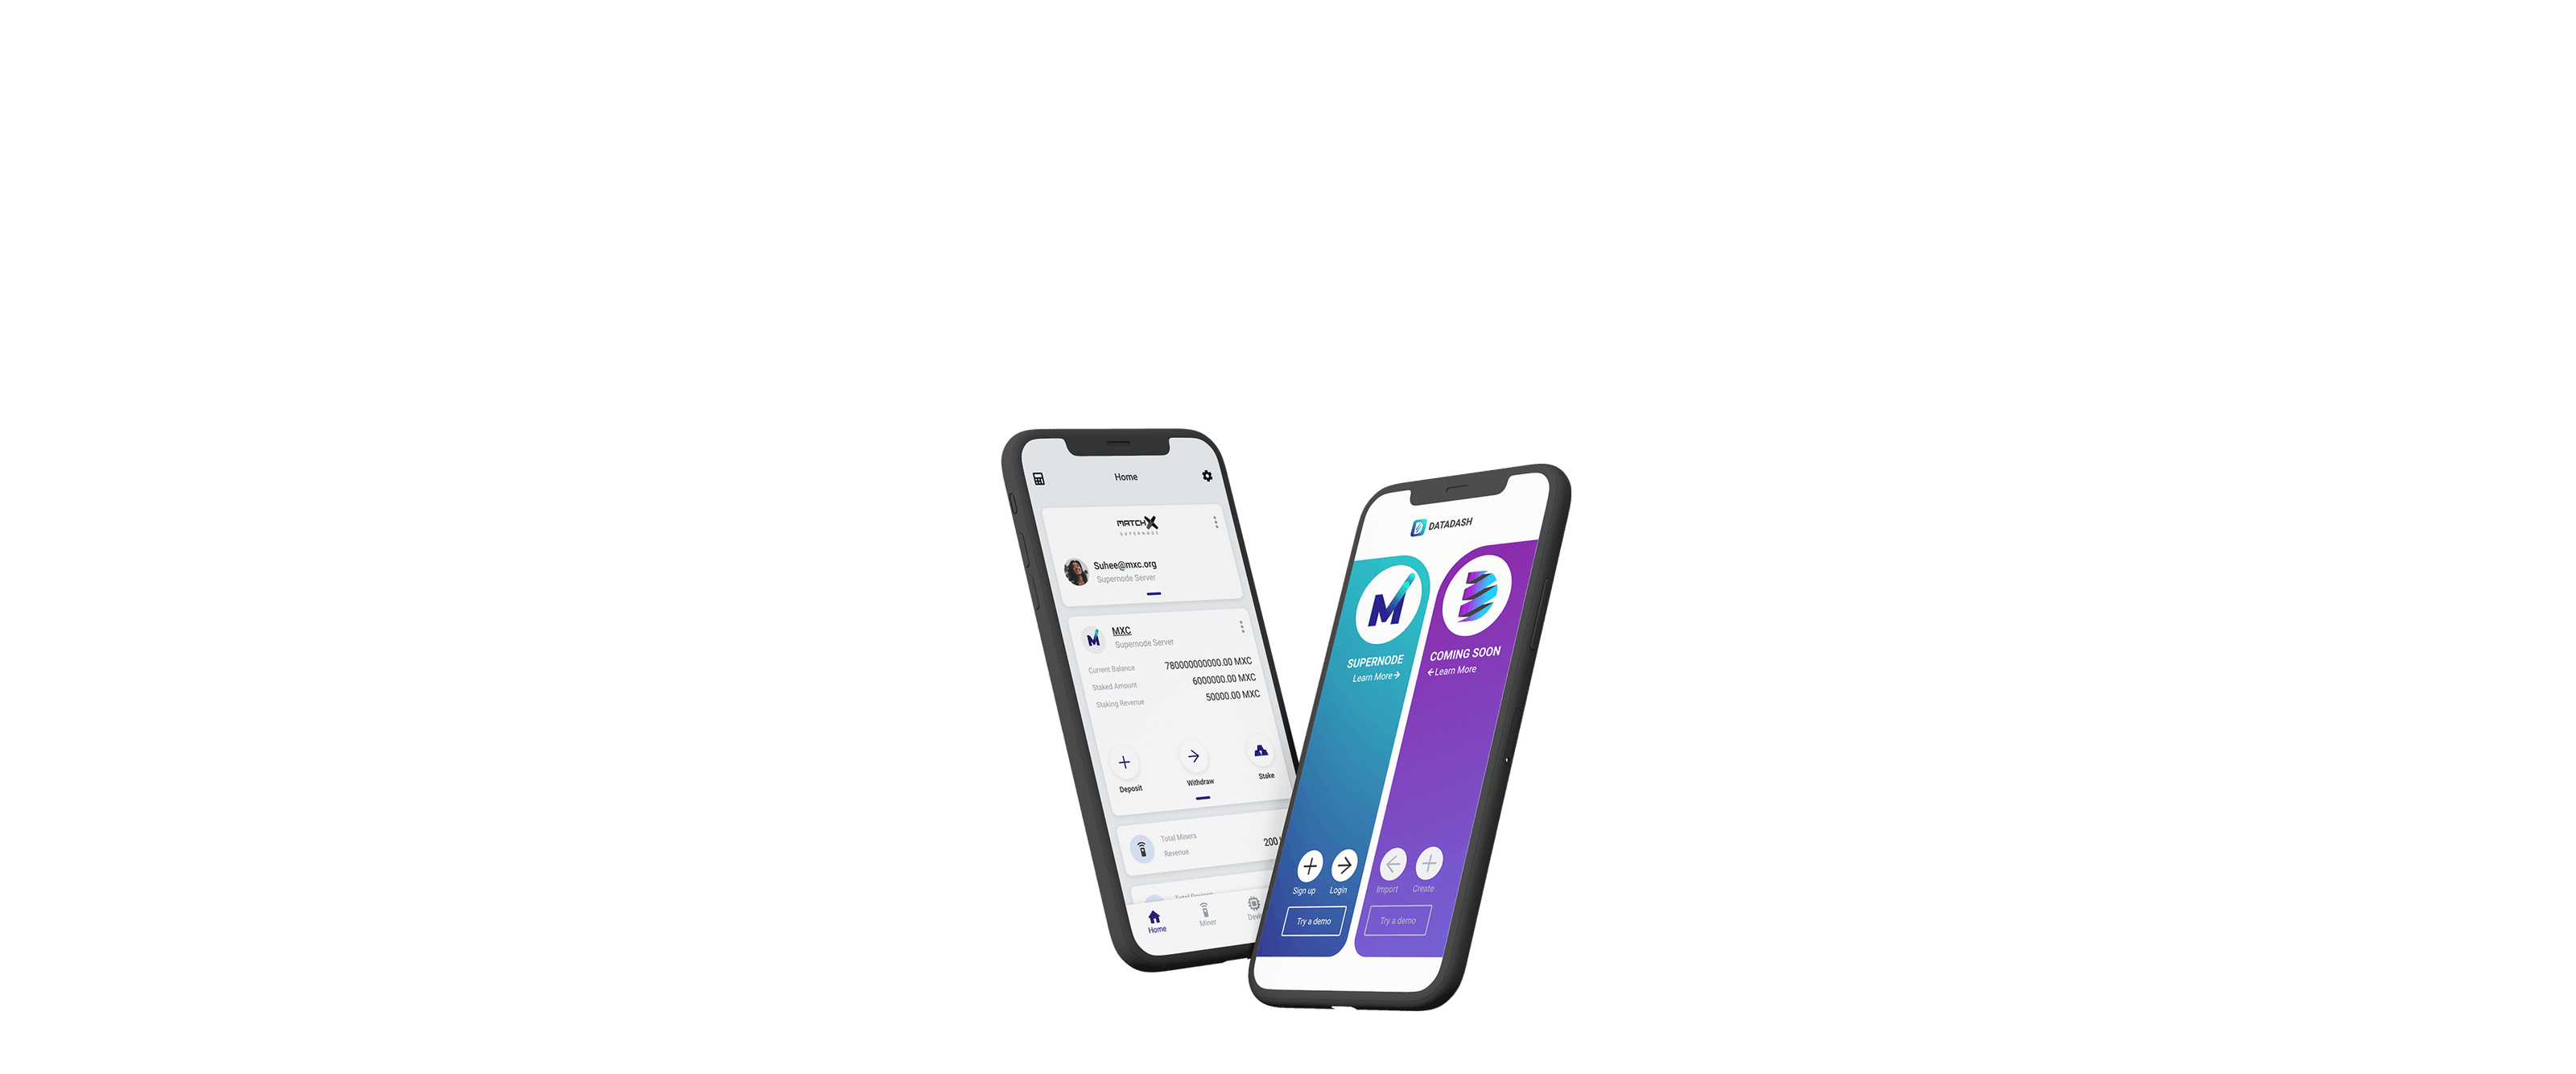 Home
MATCHX
SUPERNODE
Suhee@mxc.org
Supernode Server
MXC
Supernode Server
Current Balance 780000000000.00 MXC
Staked Amount 6000000.00 MXC
Staking Revenue 50000.00 MXC
Deposit Withdraw Stake
Total Miners
Revenue 200
Home Miner
DATADASH
SUPERNODE
Learn More →
COMING SOON
← Learn More
Sign up Login
Try a demo
Import Create
Try a demo